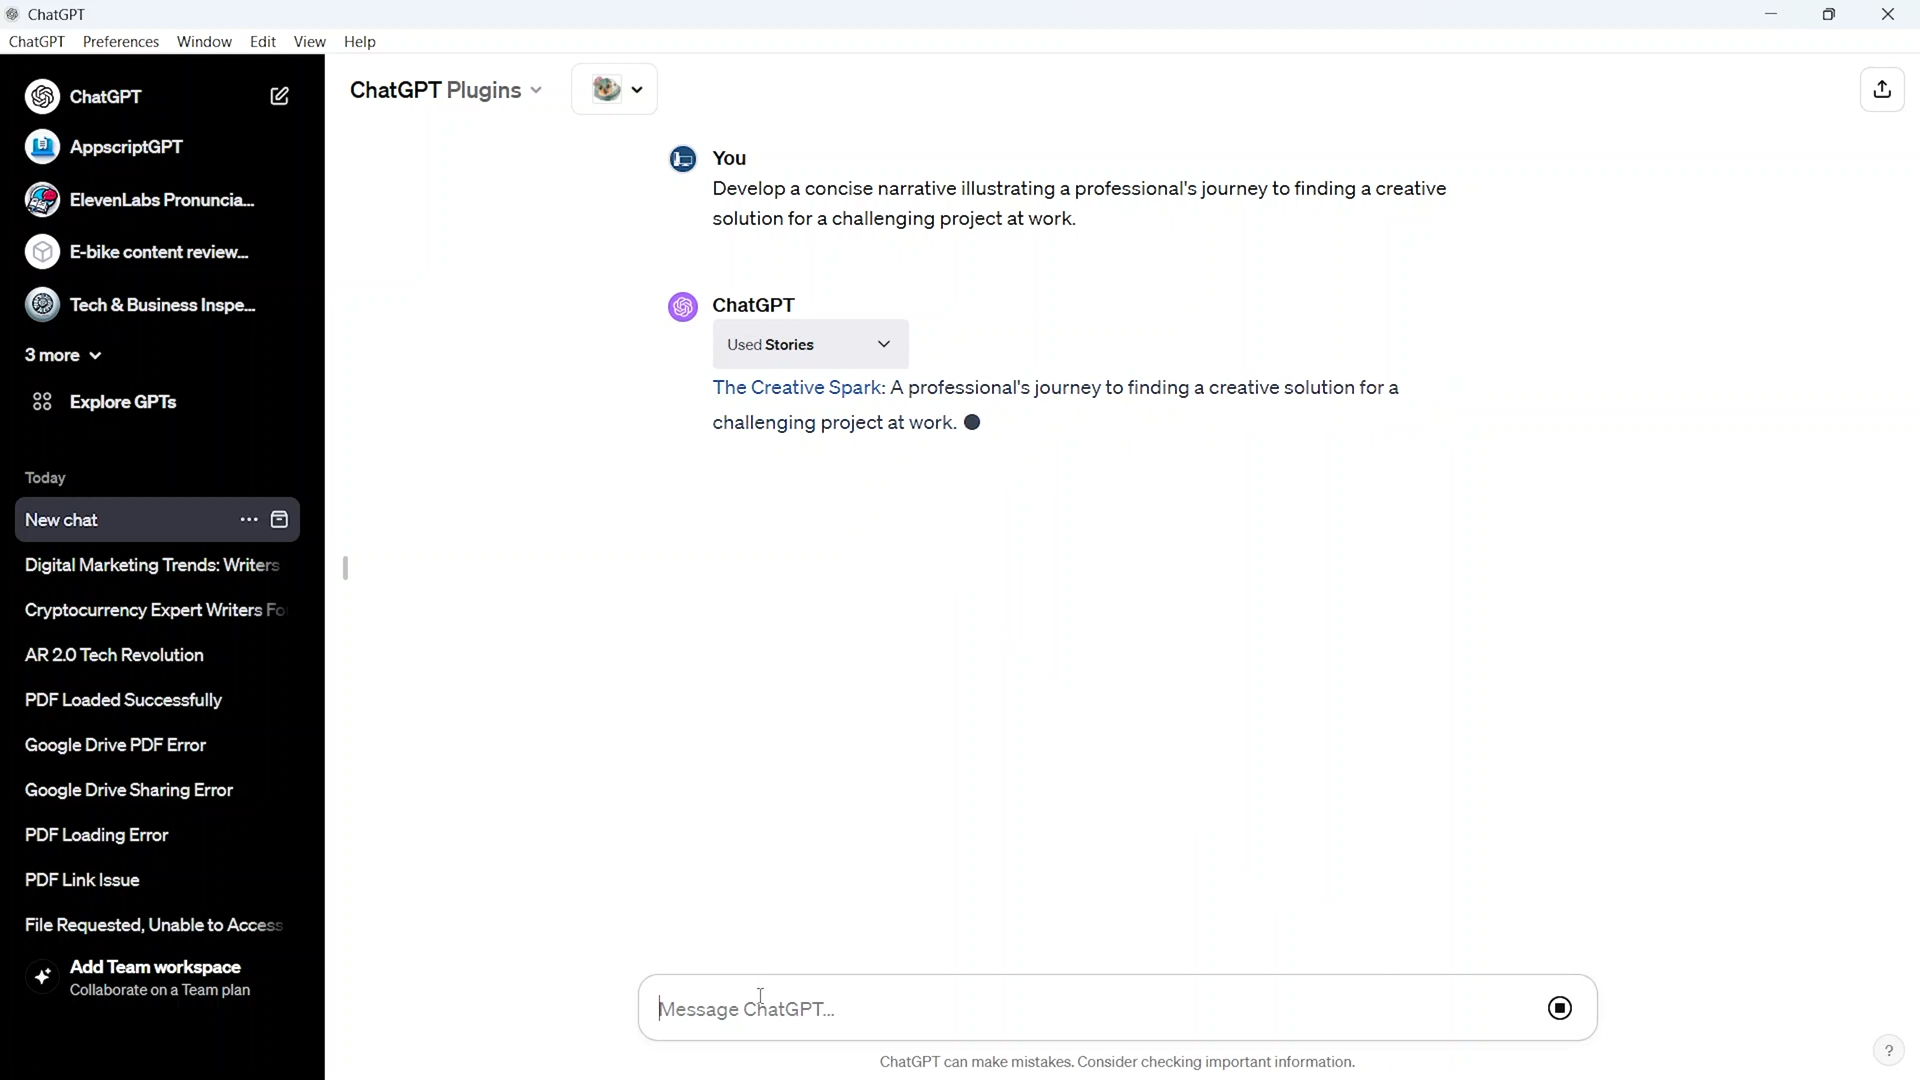 ChatGPT
ChatGPT Preferences Window Edit View Help
ChatGPT
AppscriptGPT
ElevenLabs Pronuncia...
E-bike content review...
Tech & Business Inspe...
3 more
Explore GPTs
Today
New chat
Digital Marketing Trends: Writers
Cryptocurrency Expert Writers Fo
AR 2.0 Tech Revolution
PDF Loaded Successfully
Google Drive PDF Error
Google Drive Sharing Error
PDF Loading Error
PDF Link Issue
File Requested, Unable to Access
Add Team workspace
Collaborate on a Team plan
ChatGPT Plugins
You
Develop a concise narrative illustrating a professional's journey to finding a creative
solution for a challenging project at work.
ChatGPT
Used Stories
The Creative Spark: A professional's journey to finding a creative solution for a
challenging project at work.
Message ChatGPT...
ChatGPT can make mistakes. Consider checking important information.
?